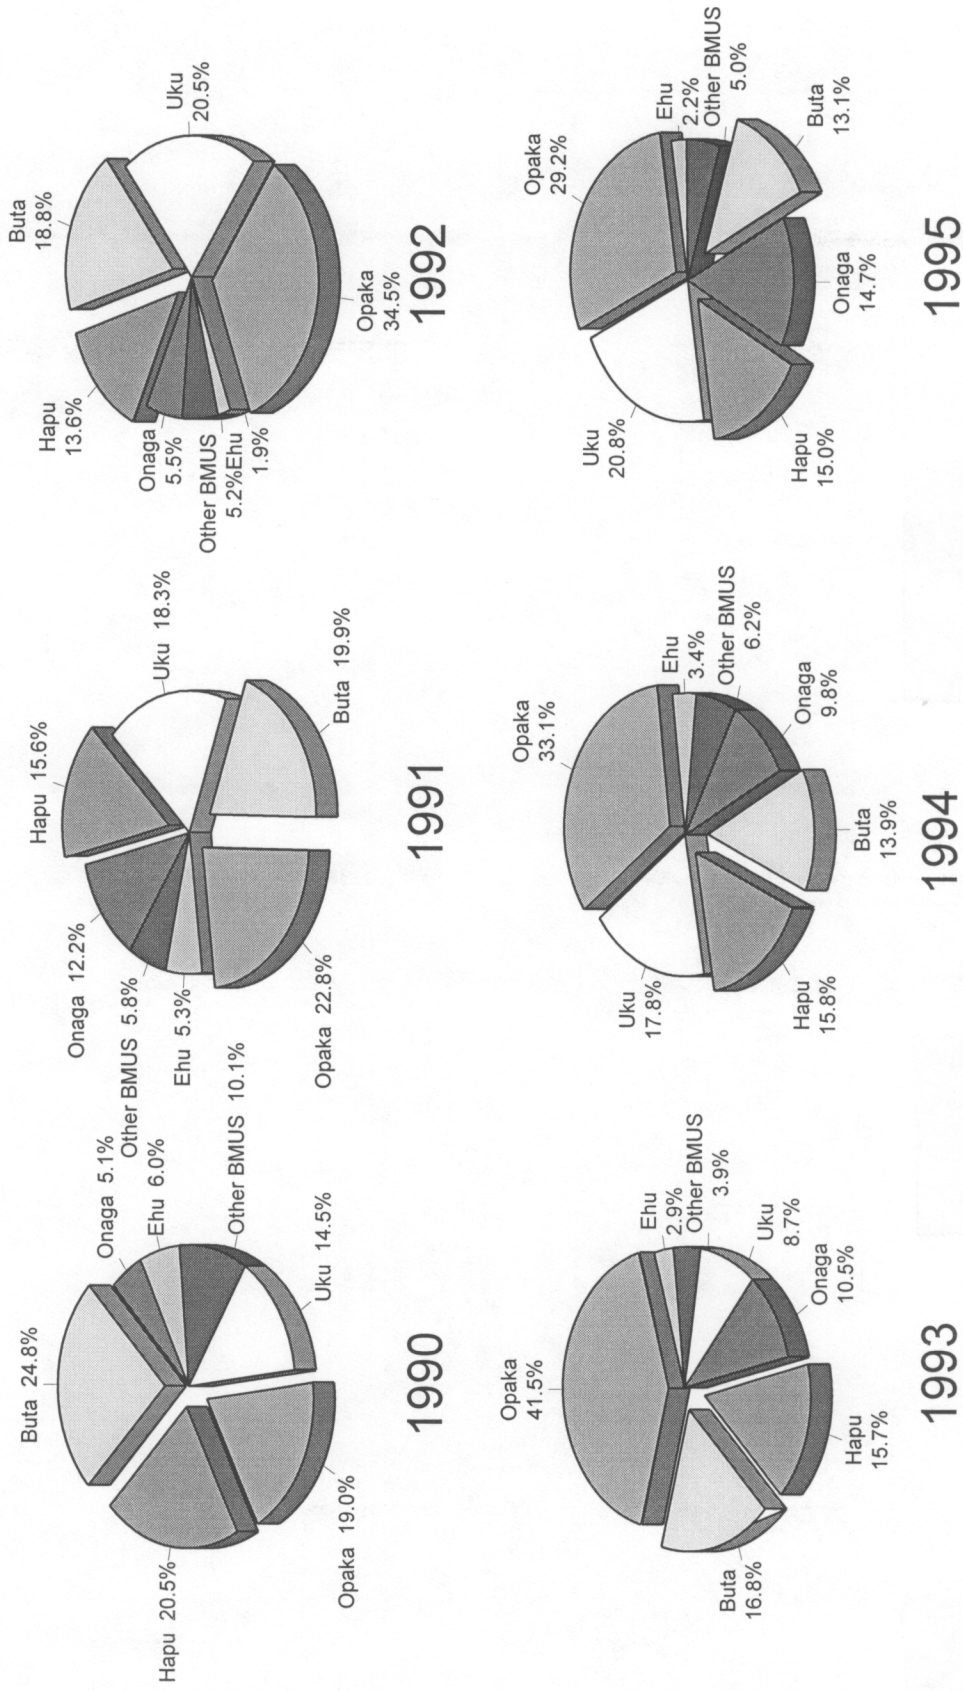 Buta 24.8%
Onaga 5.1%
Ehu 6.0%
Other BMUS 10.1%
Uku 14.5%
Opaka 19.0%
Hapu 20.5%
1990
Hapu 15.6%
Uku 18.3%
Buta 19.9%
Opaka 22.8%
Ehu 5.3%
Other BMUS 5.8%
Onaga 12.2%
1991
Buta
18.8%
Uku
20.5%
Opaka
34.5%
Ehu
1.9%
Other BMUS
5.2%
Onaga
5.5%
Hapu
13.6%
1992
Opaka
41.5%
Ehu
2.9%
Other BMUS
3.9%
Uku
8.7%
Onaga
10.5%
Hapu
15.7%
Buta
16.8%
1993
Opaka
33.1%
Ehu
3.4%
Other BMUS
6.2%
Onaga
9.8%
Buta
13.9%
Hapu
15.8%
Uku
17.8%
1994
Opaka
29.2%
Ehu
2.2%
Other BMUS
5.0%
Buta
13.1%
Onaga
14.7%
Hapu
15.0%
Uku
20.8%
1995